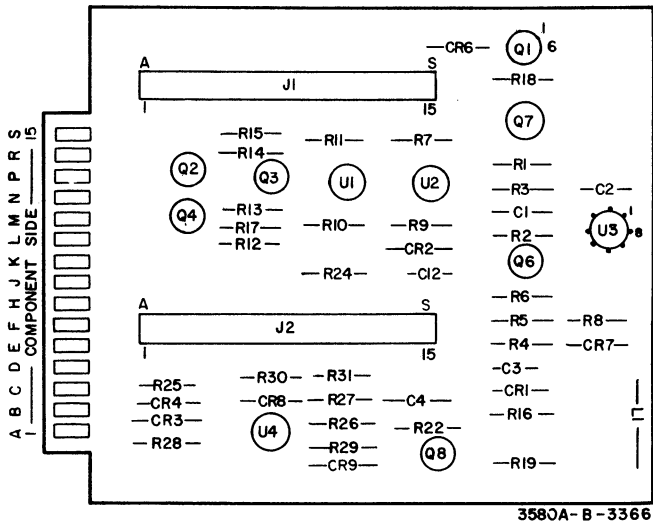 CR6 Q1 1 6
A S
J1
1 15
R18
Q7
R15 R11 R7
R14
Q2 Q3 U1 U2
R1
R3 C2
Q4 R13 C1
R17 R10 R9 U3 1 8
R12 R2
CR2
Q6
R24 C12
R6
A S
J2
1 15
R5 R8
R4 CR7
C3
R30 R31
R25 CR1
CR4 CR8 R27 C4
CR3 R16
U4 R26 R22
R28 R29 Q8
CR9 R19
L1
A B C D E F H J K L M N P R S
1 COMPONENT SIDE 15
3580A-B-3366